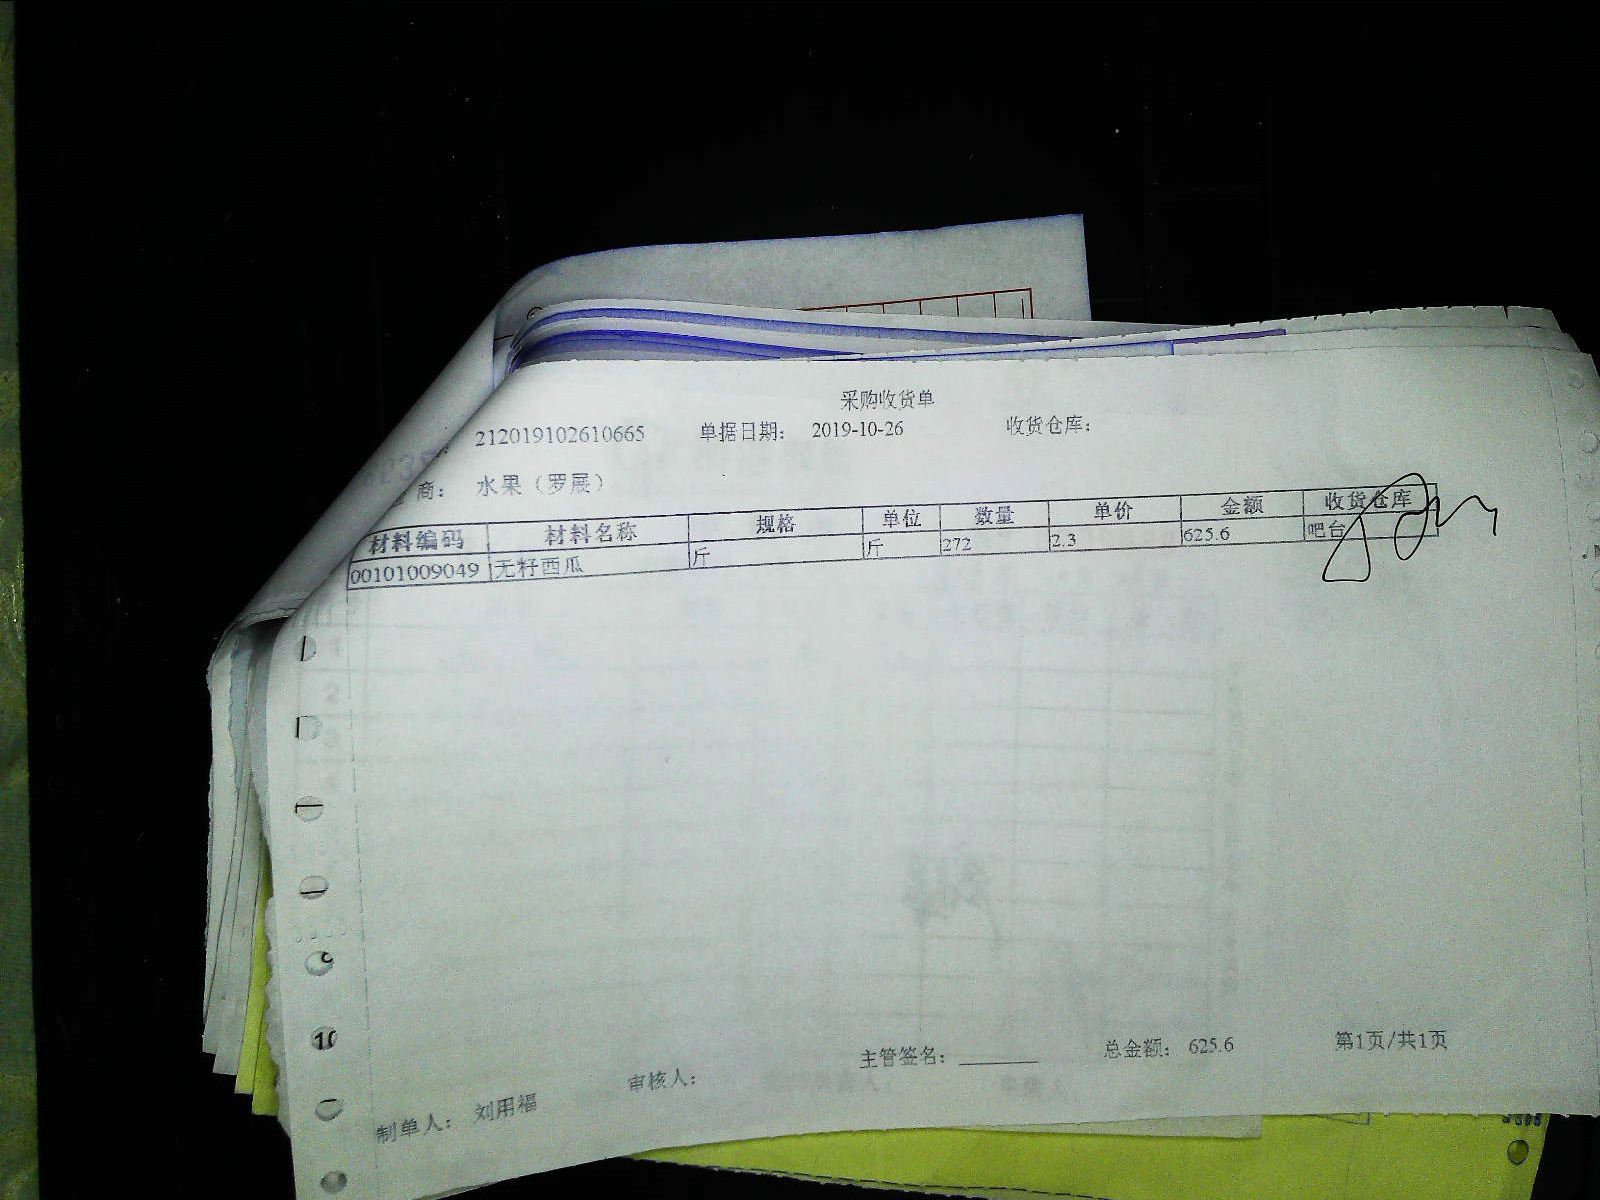 采购收货单
212019102610665 单据日期: 2019-10-26 收货仓库:
商: 水果（罗展）
材料编码 材料名称 规格 单位 数量 单价 金额 收货仓库
00101009049 无籽西瓜 斤 斤 272 2.3 625.6 吧台
主管签名: 总金额: 625.6 第1页/共1页
制单人: 刘用福 审核人: